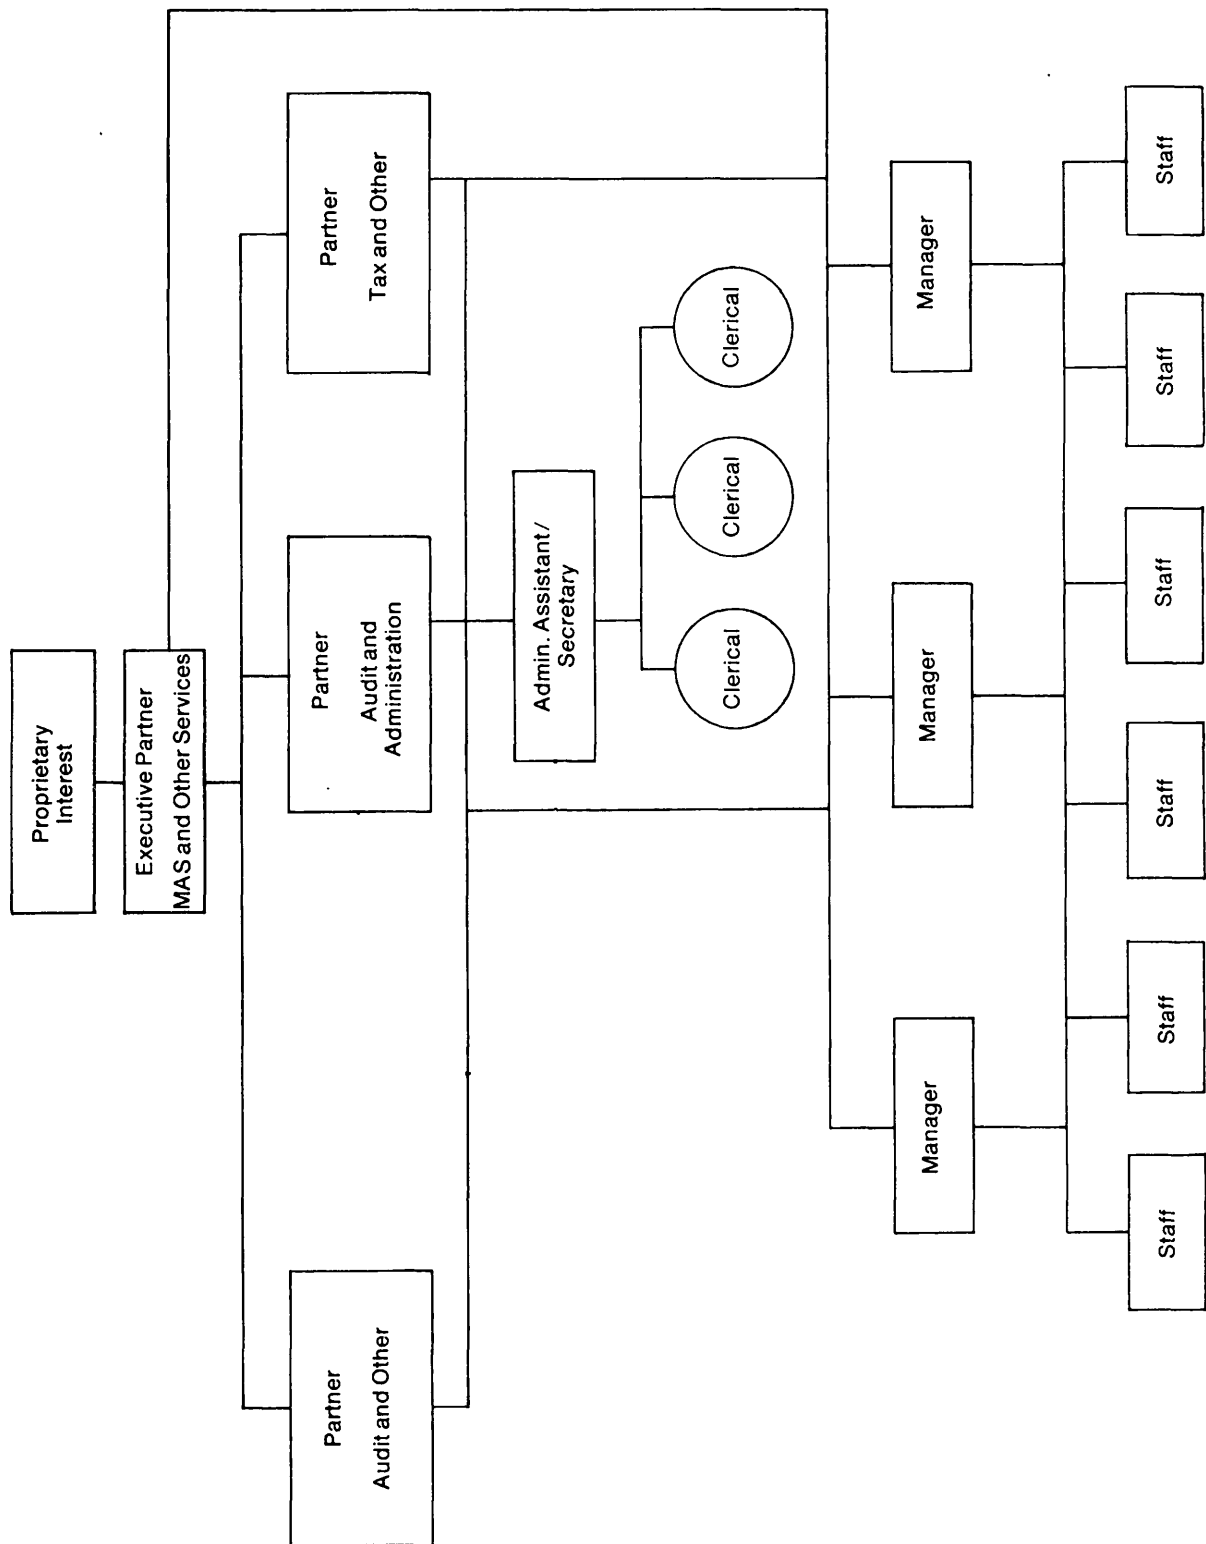 Proprietary
Interest
Executive Partner
MAS and Other Services
Partner
Audit and Other
Partner
Audit and
Administration
Partner
Tax and Other
Admin. Assistant/
Secretary
Clerical
Clerical
Clerical
Manager
Manager
Manager
Staff
Staff
Staff
Staff
Staff
Staff